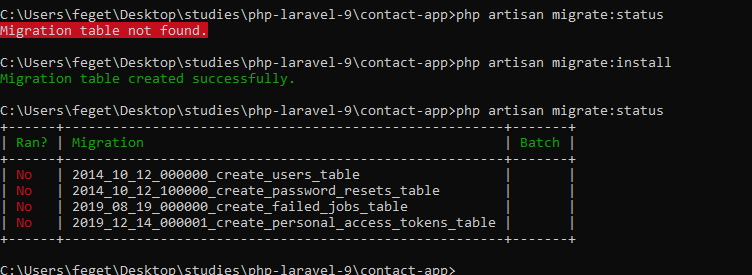 C:\Users\feget\Desktop\studies\php-laravel-9\contact-app>php artisan migrate:status
Migration table not found.
C:\Users\feget\Desktop\studies\php-laravel-9\contact-app>php artisan migrate:install
Migration table created successfully.
C:\Users\feget\Desktop\studies\php-laravel-9\contact-app>php artisan migrate:status
+------+------------------------------------------------+-------+
| Ran? | Migration | Batch |
+------+------------------------------------------------+-------+
| No | 2014_10_12_000000_create_users_table | |
| No | 2014_10_12_100000_create_password_resets_table | |
| No | 2019_08_19_000000_create_failed_jobs_table | |
| No | 2019_12_14_000001_create_personal_access_tokens_table | |
+------+------------------------------------------------+-------+
C:\Users\feget\Desktop\studies\php-laravel-9\contact-app>